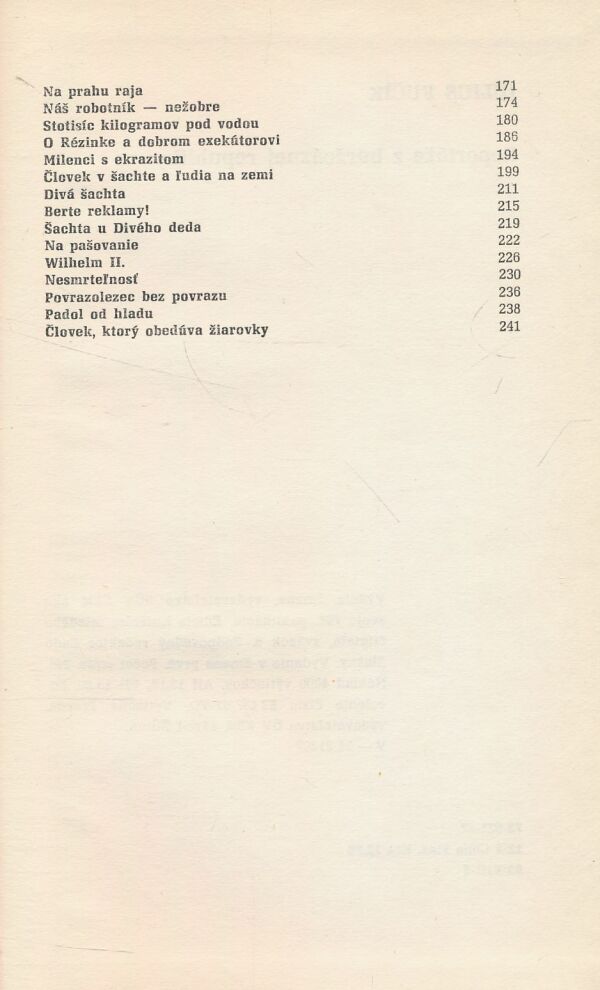 Na prahu raja 171
Náš robotník — nežobre 174
Stotisíc kilogramov pod vodou 180
O Rézinke a dobrom exekútorovi 186
Milenci s ekrazitom 194
Človek v šachte a ľudia na zemi 199
Divá šachta 211
Berte reklamy! 215
Šachta u Divého deda 219
Na pašovanie 222
Wilhelm II. 226
Nesmrteľnosť 230
Povrazolezec bez povrazu 236
Padol od hladu 238
Človek, ktorý obedúva žiarovky 241